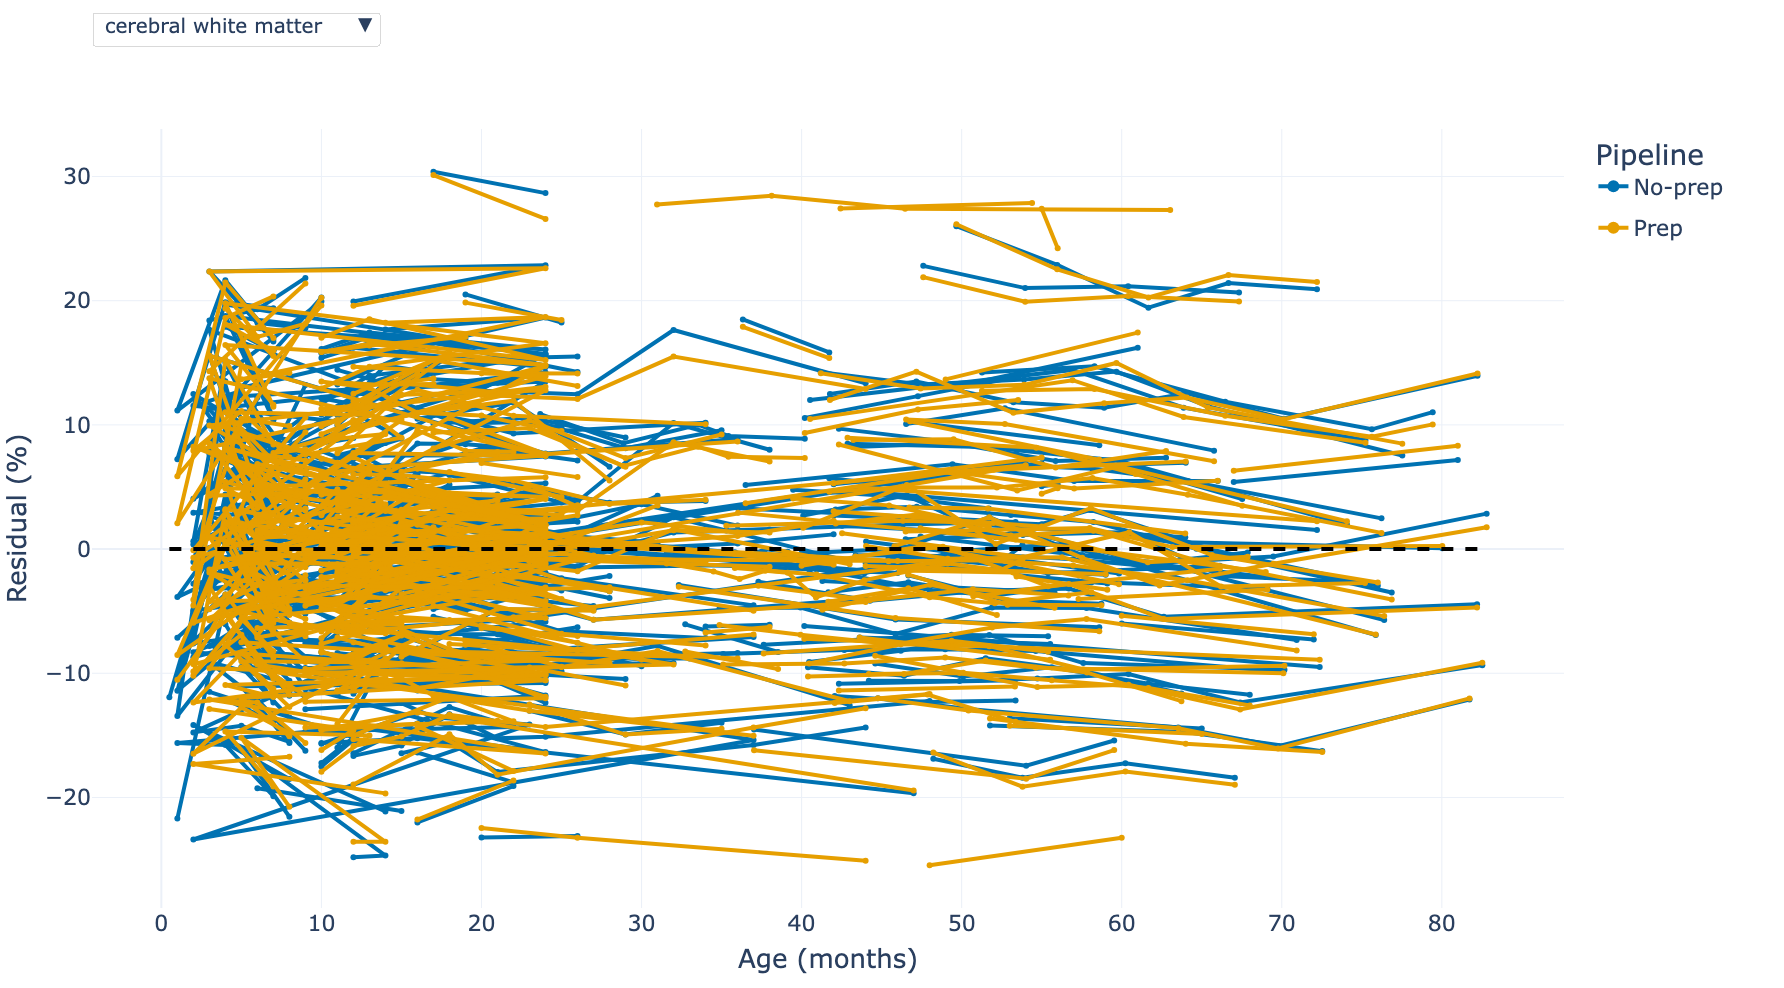 cerebral white matter ▼
Pipeline
No-prep
Prep
Residual (%)
30
20
10
0
−10
−20
0 10 20 30 40 50 60 70 80
Age (months)